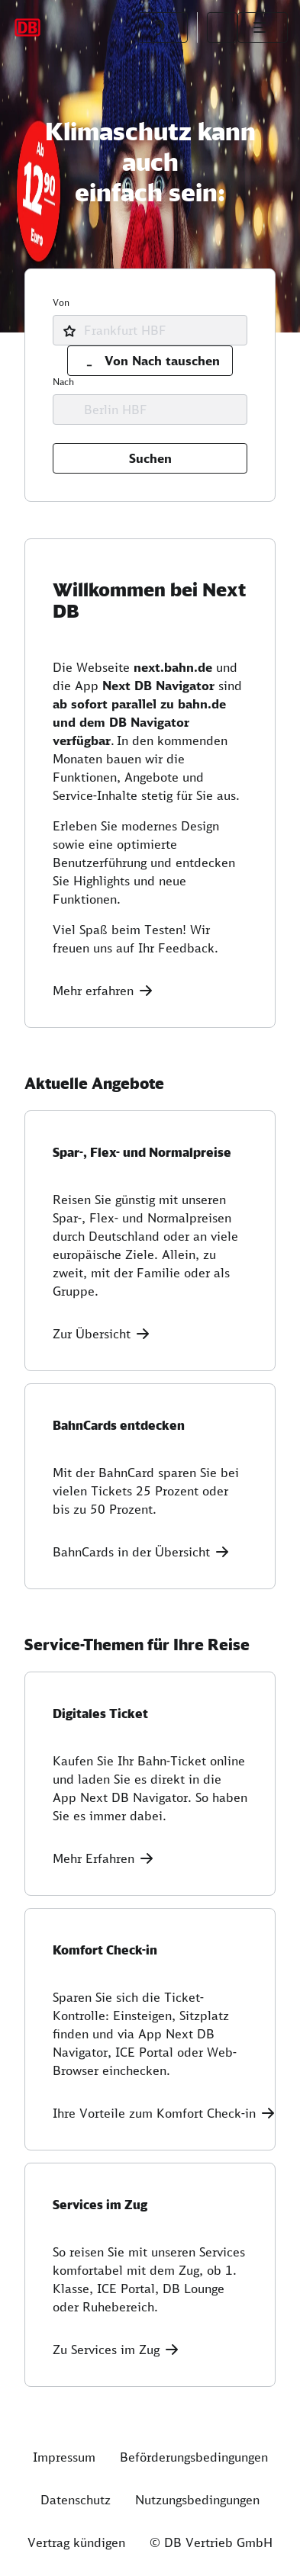 DB
Klimaschutz kann
auch
einfach sein:
Ab
12 90
Euro
Von
Frankfurt HBF
Von Nach tauschen
Nach
Berlin HBF
Suchen
Willkommen bei Next
DB
Die Webseite next.bahn.de und
die App Next DB Navigator sind
ab sofort parallel zu bahn.de
und dem DB Navigator
verfügbar. In den kommenden
Monaten bauen wir die
Funktionen, Angebote und
Service-Inhalte stetig für Sie aus.
Erleben Sie modernes Design
sowie eine optimierte
Benutzerführung und entdecken
Sie Highlights und neue
Funktionen.
Viel Spaß beim Testen! Wir
freuen uns auf Ihr Feedback.
Mehr erfahren
Aktuelle Angebote
Spar-, Flex- und Normalpreise
Reisen Sie günstig mit unseren
Spar-, Flex- und Normalpreisen
durch Deutschland oder an viele
europäische Ziele. Allein, zu
zweit, mit der Familie oder als
Gruppe.
Zur Übersicht
BahnCards entdecken
Mit der BahnCard sparen Sie bei
vielen Tickets 25 Prozent oder
bis zu 50 Prozent.
BahnCards in der Übersicht
Service-Themen für Ihre Reise
Digitales Ticket
Kaufen Sie Ihr Bahn-Ticket online
und laden Sie es direkt in die
App Next DB Navigator. So haben
Sie es immer dabei.
Mehr Erfahren
Komfort Check-in
Sparen Sie sich die Ticket-
Kontrolle: Einsteigen, Sitzplatz
finden und via App Next DB
Navigator, ICE Portal oder Web-
Browser einchecken.
Ihre Vorteile zum Komfort Check-in
Services im Zug
So reisen Sie mit unseren Services
komfortabel mit dem Zug, ob 1.
Klasse, ICE Portal, DB Lounge
oder Ruhebereich.
Zu Services im Zug
Impressum Beförderungsbedingungen
Datenschutz Nutzungsbedingungen
Vertrag kündigen © DB Vertrieb GmbH